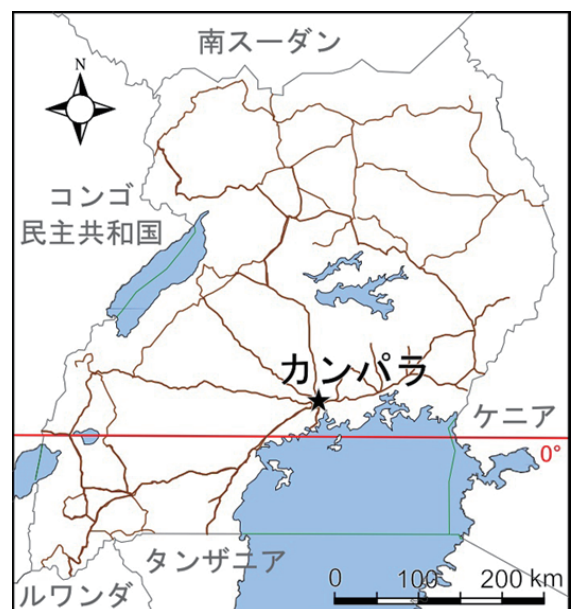 南スーダン
N
コンゴ
民主共和国
カンパラ
ケニア
0°
タンザニア
ルワンダ
0 100 200 km